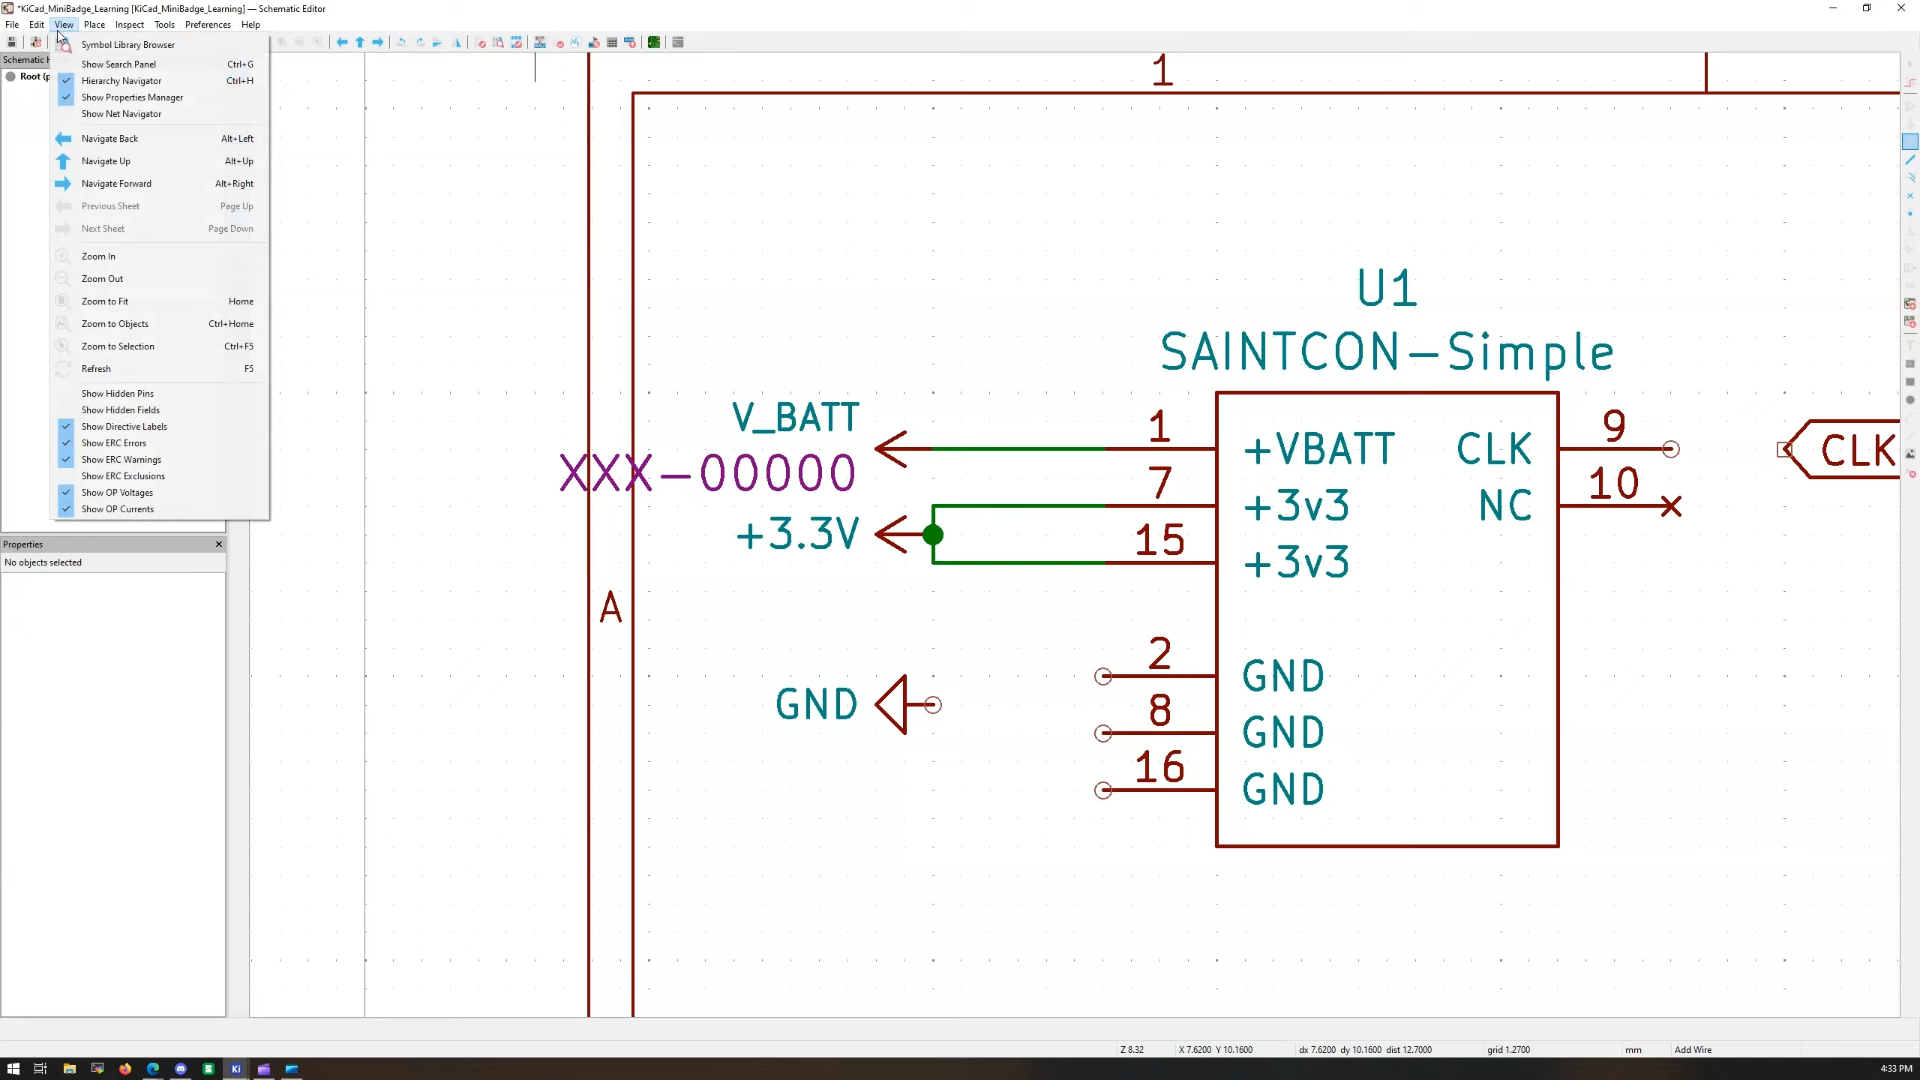 *KiCad_MiniBadge_Learning [KiCad_MiniBadge_Learning] — Schematic Editor
File Edit View Place Inspect Tools Preferences Help
Schematic H
Root (p
Symbol Library Browser
Show Search Panel Ctrl+G
Hierarchy Navigator Ctrl+H
Show Properties Manager
Show Net Navigator
Navigate Back Alt+Left
Navigate Up Alt+Up
Navigate Forward Alt+Right
Previous Sheet Page Up
Next Sheet Page Down
Zoom In
Zoom Out
Zoom to Fit Home
Zoom to Objects Ctrl+Home
Zoom to Selection Ctrl+F5
Refresh F5
Show Hidden Pins
Show Hidden Fields
Show Directive Labels
Show ERC Errors
Show ERC Warnings
Show ERC Exclusions
Show OP Voltages
Show OP Currents
Properties
No objects selected
1
A
U1
SAINTCON-Simple
V_BATT
XXX-00000
+3.3V
GND
1 +VBATT CLK 9
7 +3v3 NC 10
15 +3v3
2 GND
8 GND
16 GND
CLK
Z 8.32 X 7.6200 Y 10.1600 dx 7.6200 dy 10.1600 dist 12.7000 grid 1.2700 mm Add Wire
Ki
4:33 PM